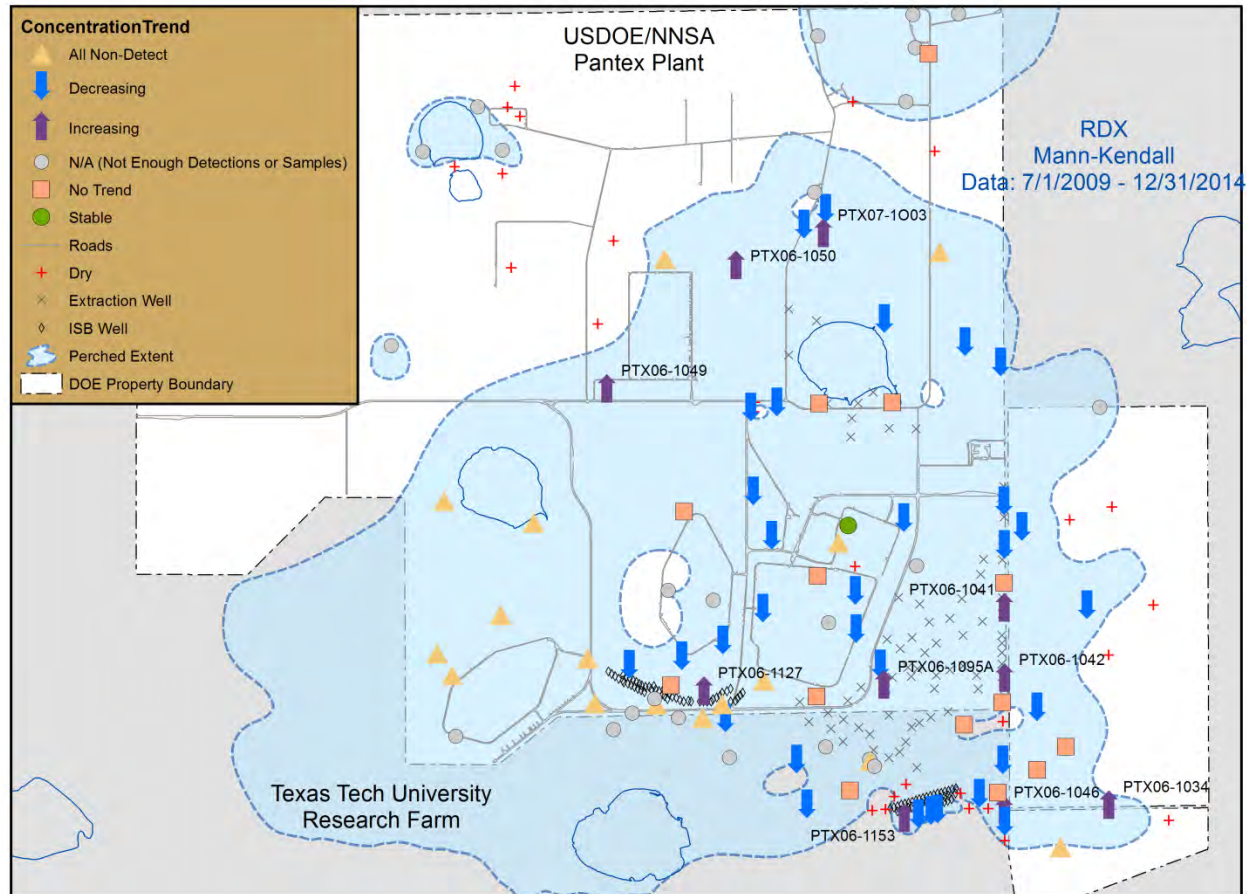 ConcentrationTrend
All Non-Detect
Decreasing
Increasing
N/A (Not Enough Detections or Samples)
No Trend
Stable
Roads
Dry
Extraction Well
ISB Well
Perched Extent
DOE Property Boundary
USDOE/NNSA
Pantex Plant
RDX
Mann-Kendall
Data: 7/1/2009 - 12/31/2014
PTX07-1O03
PTX06-1050
PTX06-1049
PTX06-1041
PTX06-1127
PTX06-1095A
PTX06-1042
Texas Tech University
Research Farm
PTX06-1046
PTX06-1034
PTX06-1153